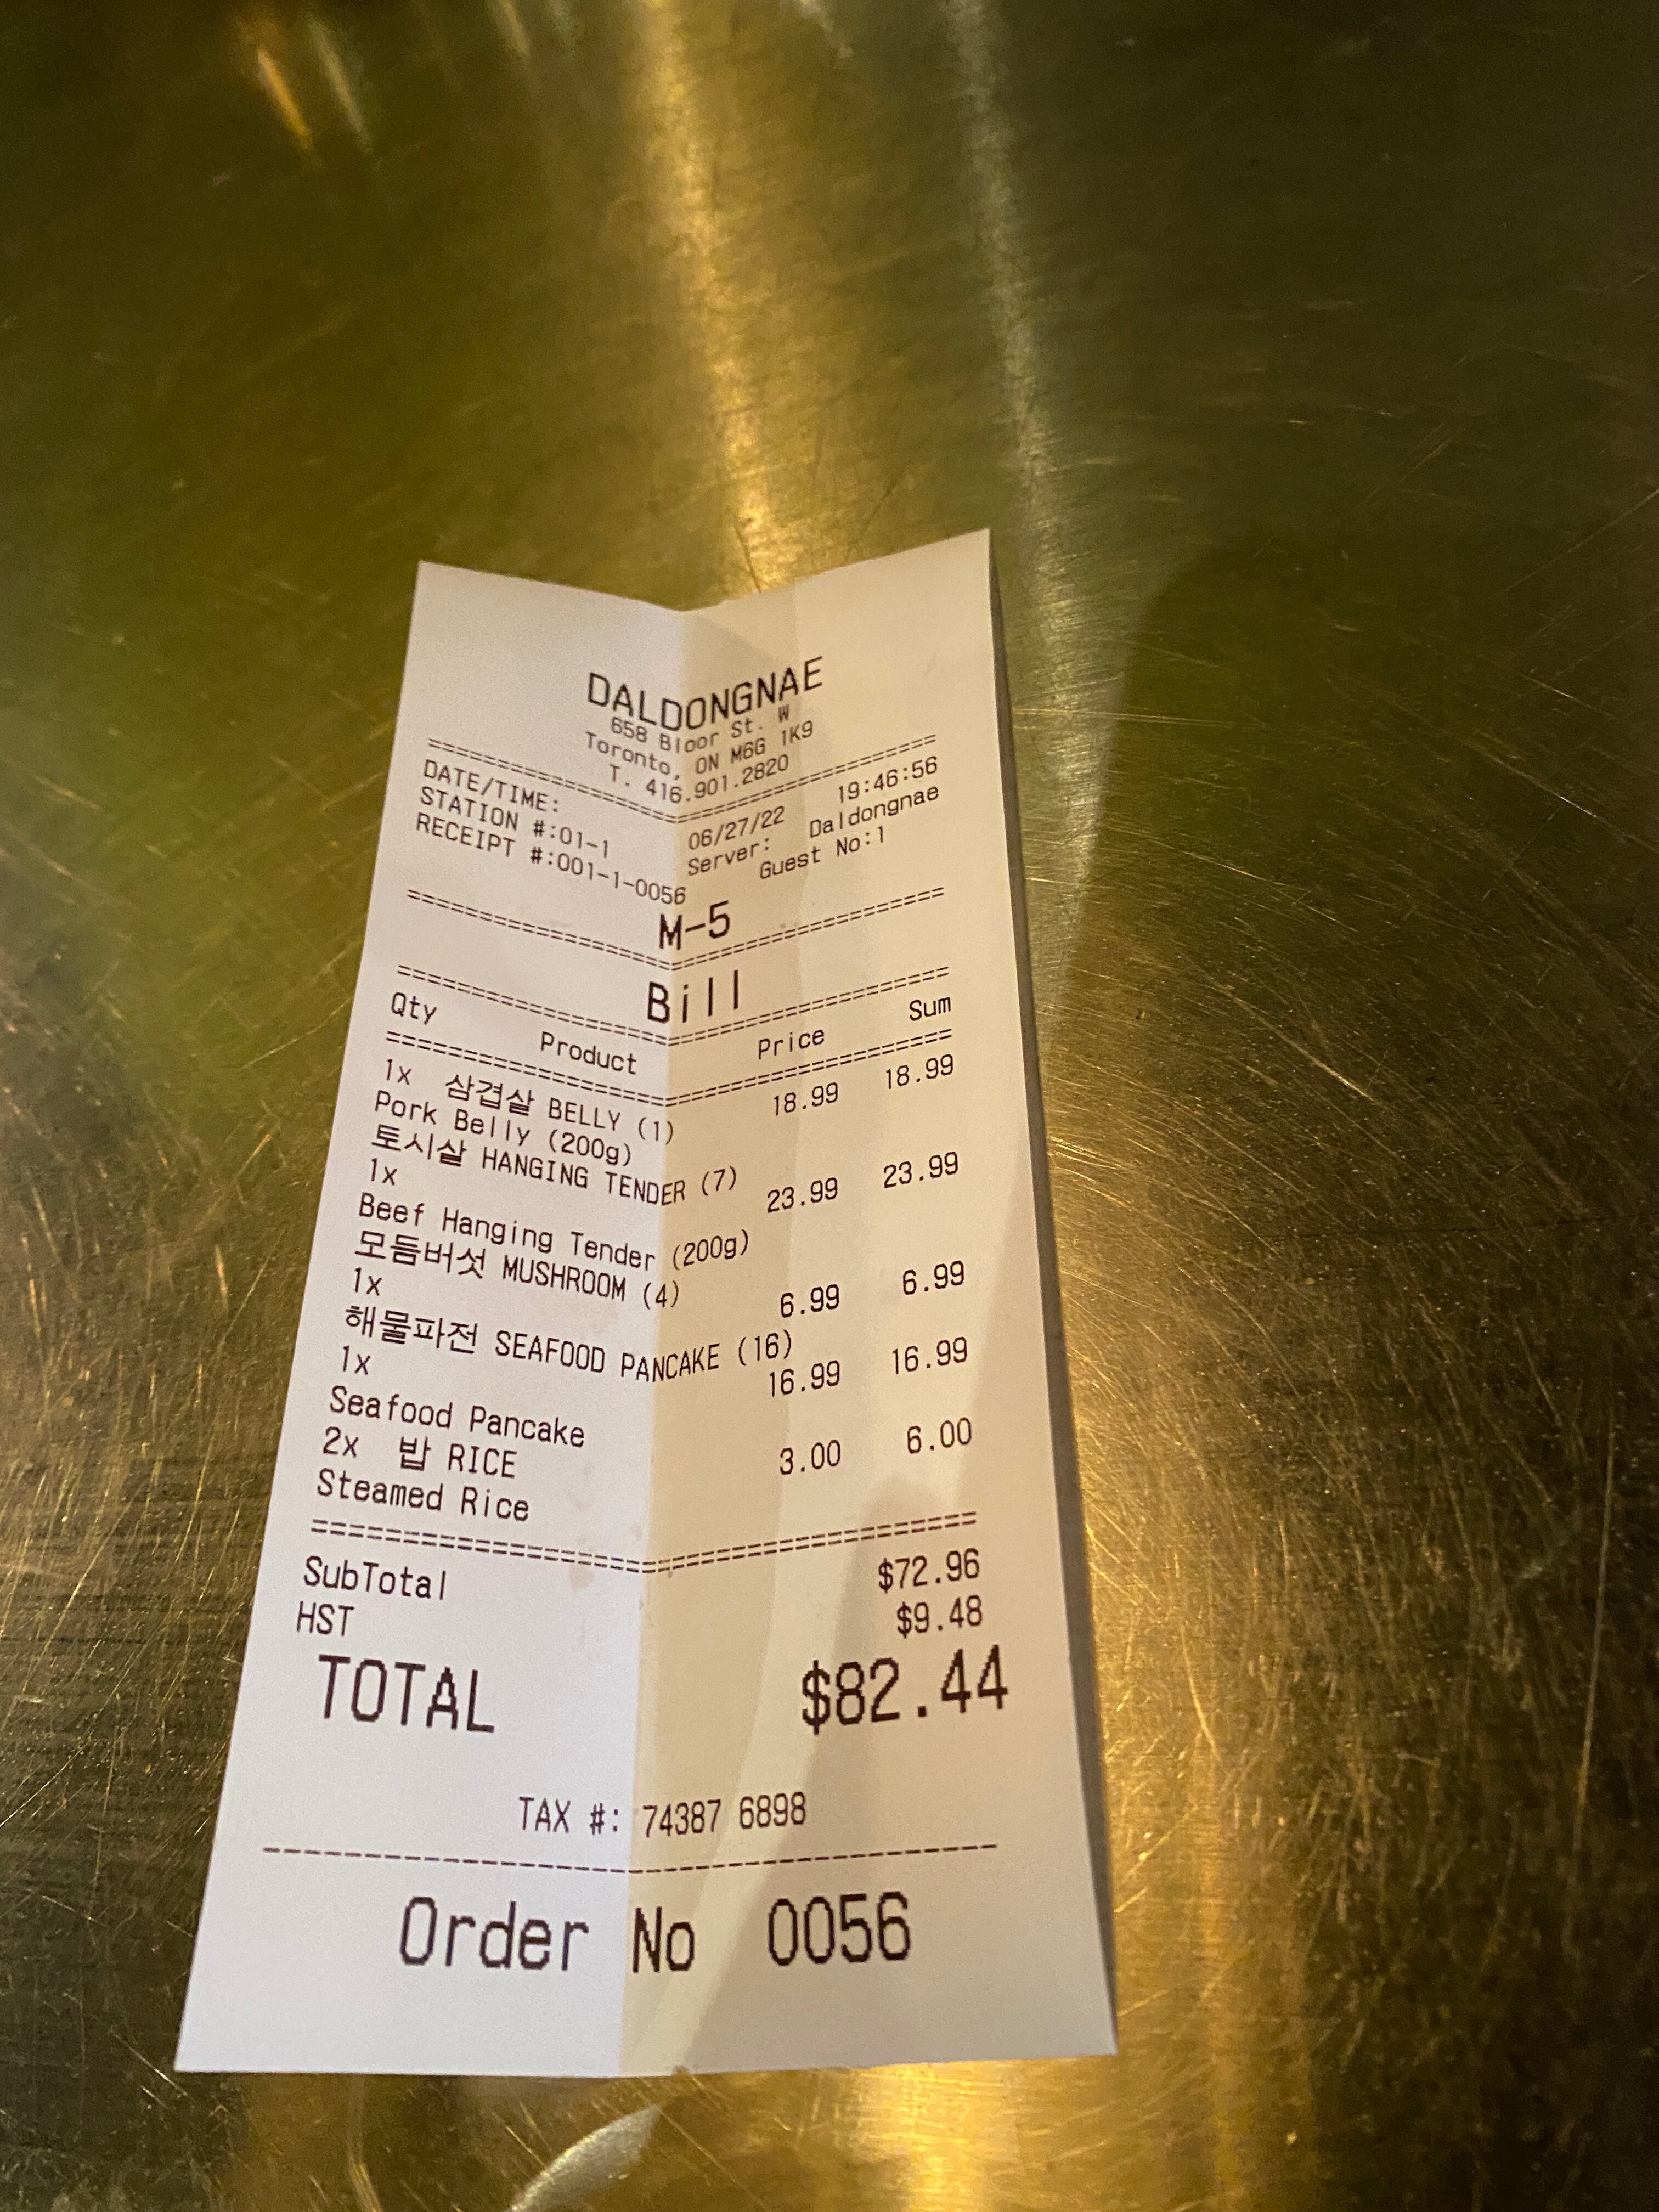 DALDONGNAE
658 Bloor St. W
Toronto, ON M6G 1K9
T. 416.901.2820
================================
DATE/TIME: 06/27/22 19:46:56
STATION #:01-1 Server: Daldongnae
RECEIPT #:001-1-0056 Guest No:1
M-5
================================
Bill
================================
Qty Product Price Sum
================================
1x 삼겹살 BELLY (1) 18.99 18.99
Pork Belly (200g)
토시살 HANGING TENDER (7)
1x 23.99 23.99
Beef Hanging Tender (200g)
모듬버섯 MUSHROOM (4)
1x 6.99 6.99
해물파전 SEAFOOD PANCAKE (16)
1x 16.99 16.99
Seafood Pancake
2x 밥 RICE 3.00 6.00
Steamed Rice
================================
SubTotal $72.96
HST $9.48
TOTAL $82.44
TAX #: 74387 6898
--------------------------------
Order No 0056